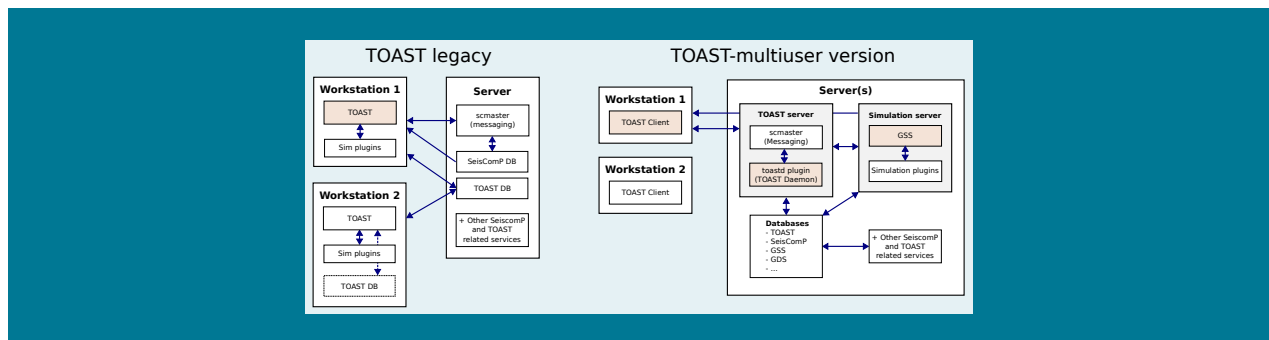 TOAST legacy
Workstation 1
TOAST
Sim plugins
Workstation 2
TOAST
Sim plugins
TOAST DB
Server
scmaster
(messaging)
SeisComP DB
TOAST DB
+ Other SeiscomP
and TOAST
related services
TOAST-multiuser version
Workstation 1
TOAST Client
Workstation 2
TOAST Client
Server(s)
TOAST server
scmaster
(Messaging)
toastd plugin
(TOAST Daemon)
Simulation server
GSS
Simulation plugins
Databases
- TOAST
- SeisComP
- GSS
- GDS
- ...
+ Other SeiscomP
and TOAST
related services